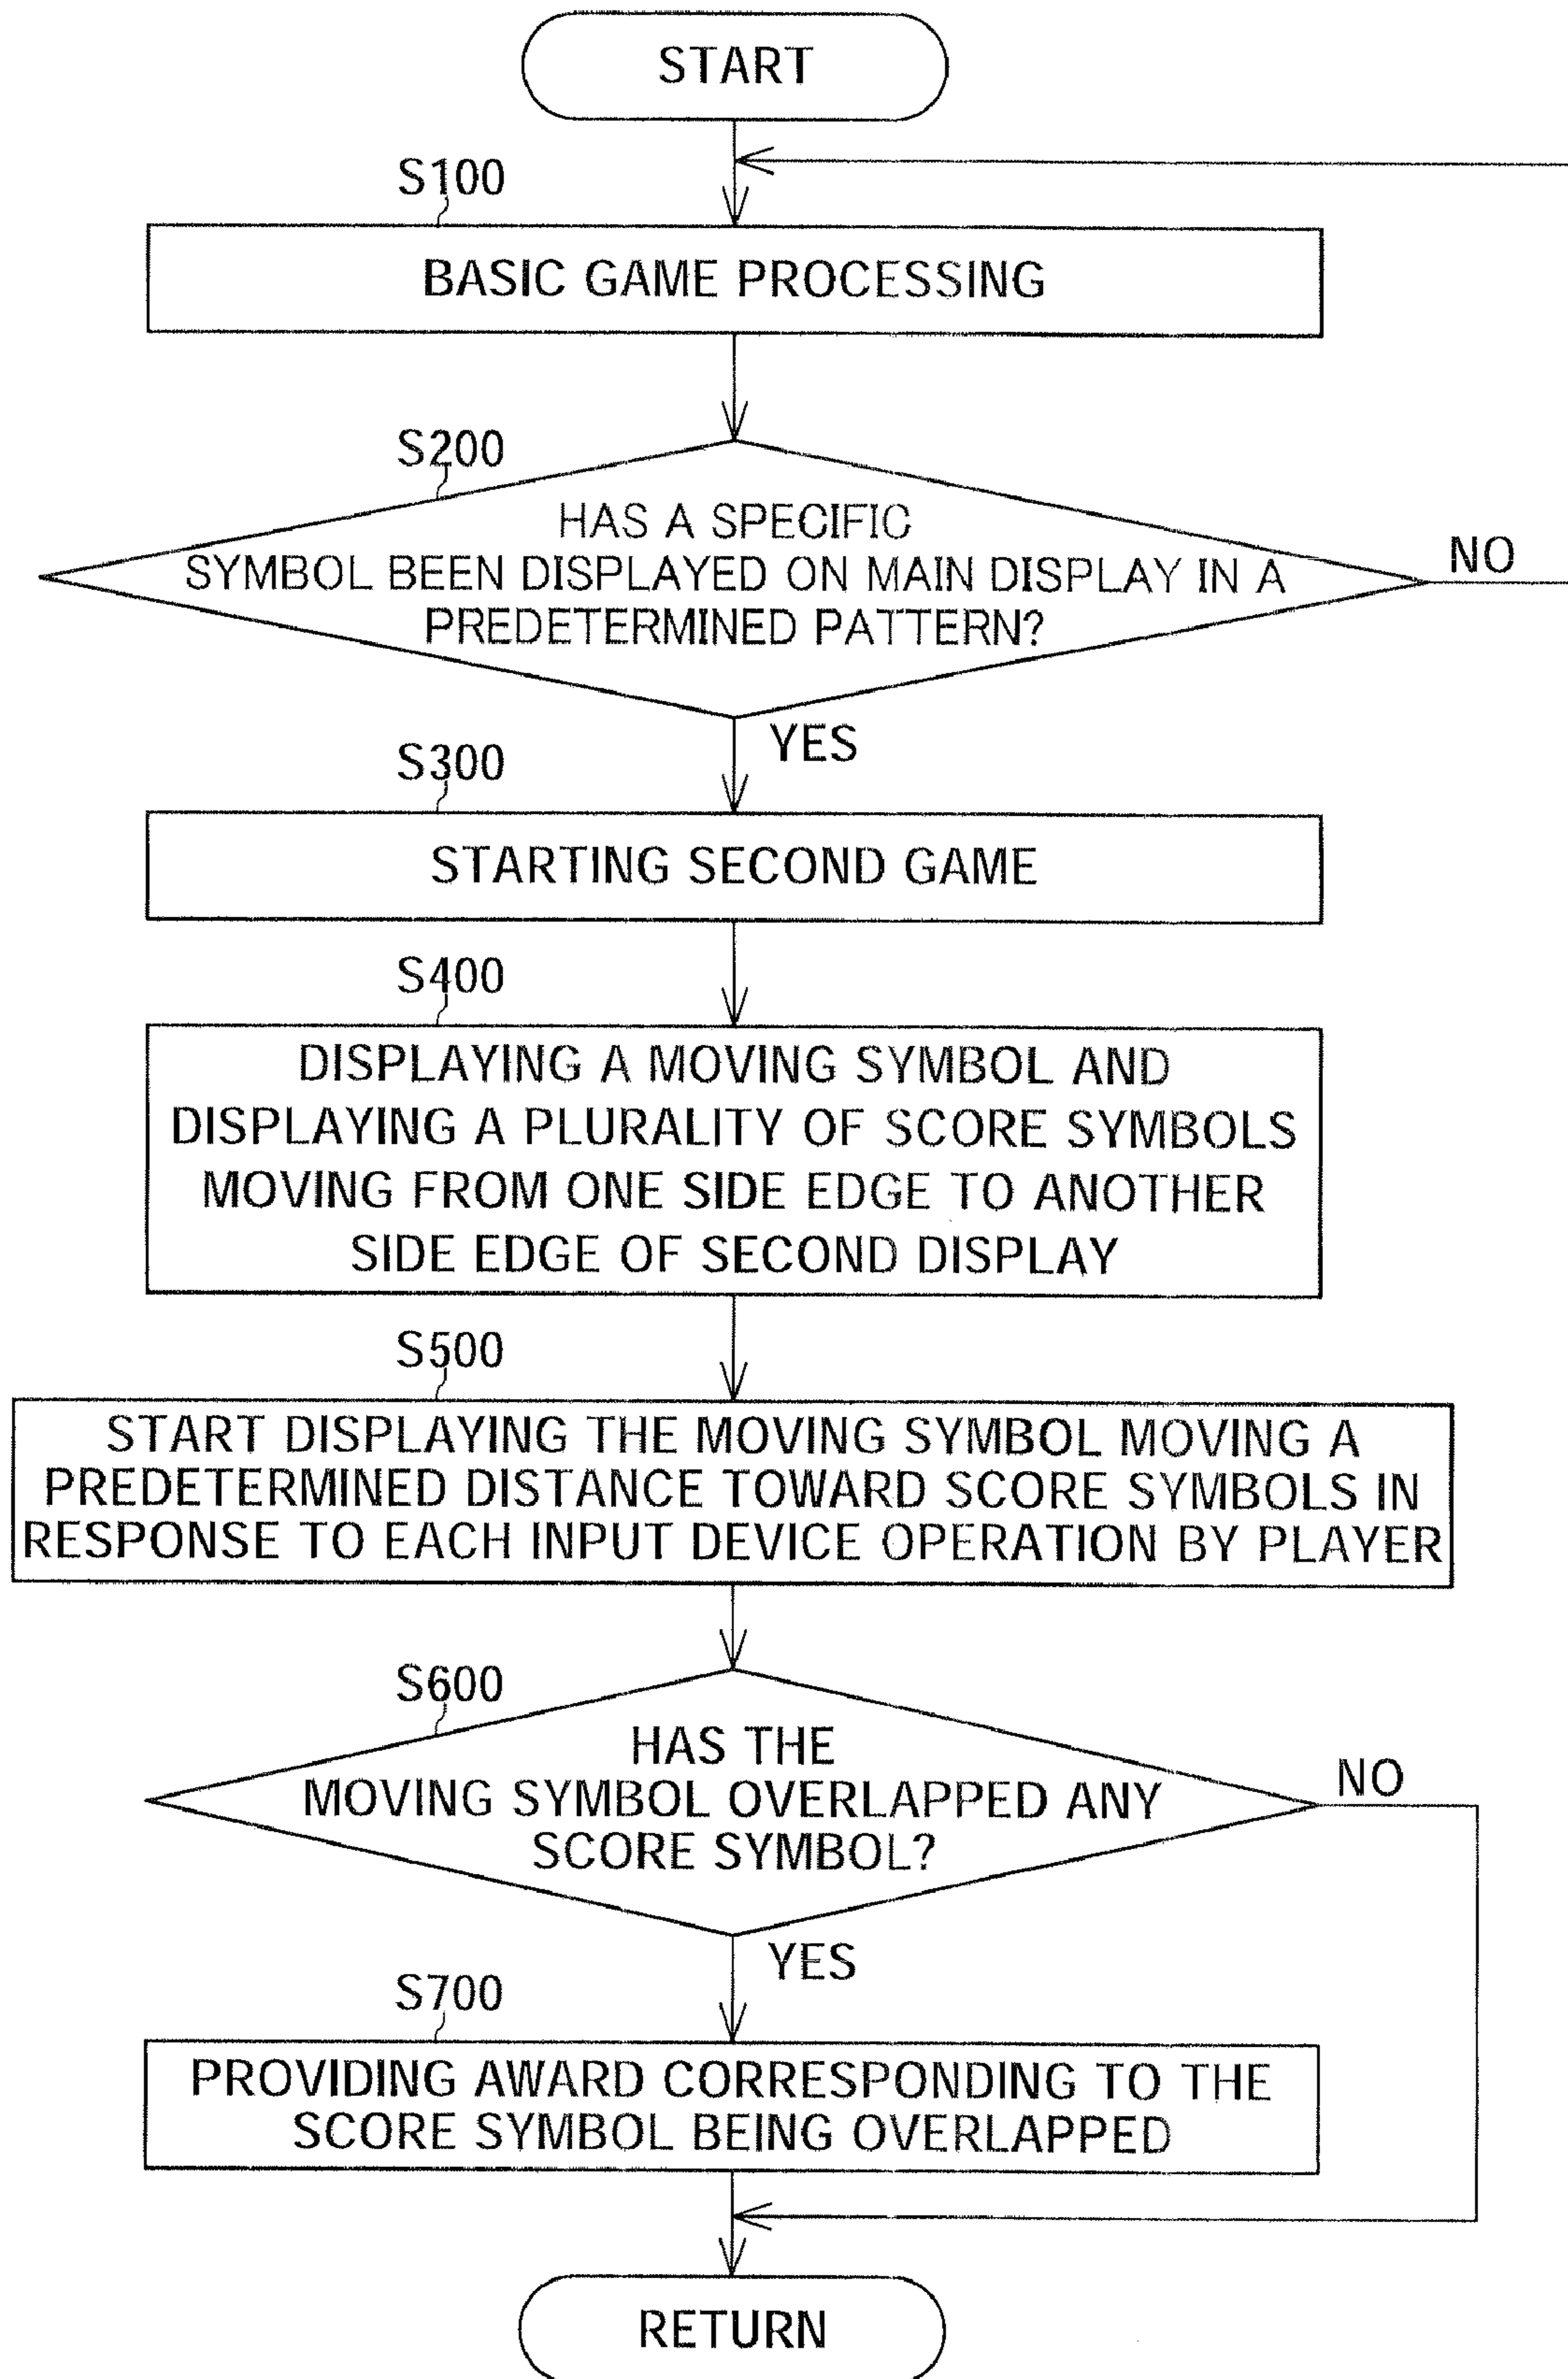 START
S100
BASIC GAME PROCESSING
S200
HAS A SPECIFIC
SYMBOL BEEN DISPLAYED ON MAIN DISPLAY IN A
PREDETERMINED PATTERN?
NO
YES
S300
STARTING SECOND GAME
S400
DISPLAYING A MOVING SYMBOL AND
DISPLAYING A PLURALITY OF SCORE SYMBOLS
MOVING FROM ONE SIDE EDGE TO ANOTHER
SIDE EDGE OF SECOND DISPLAY
S500
START DISPLAYING THE MOVING SYMBOL MOVING A
PREDETERMINED DISTANCE TOWARD SCORE SYMBOLS IN
RESPONSE TO EACH INPUT DEVICE OPERATION BY PLAYER
S600
HAS THE
MOVING SYMBOL OVERLAPPED ANY
SCORE SYMBOL?
NO
YES
S700
PROVIDING AWARD CORRESPONDING TO THE
SCORE SYMBOL BEING OVERLAPPED
RETURN